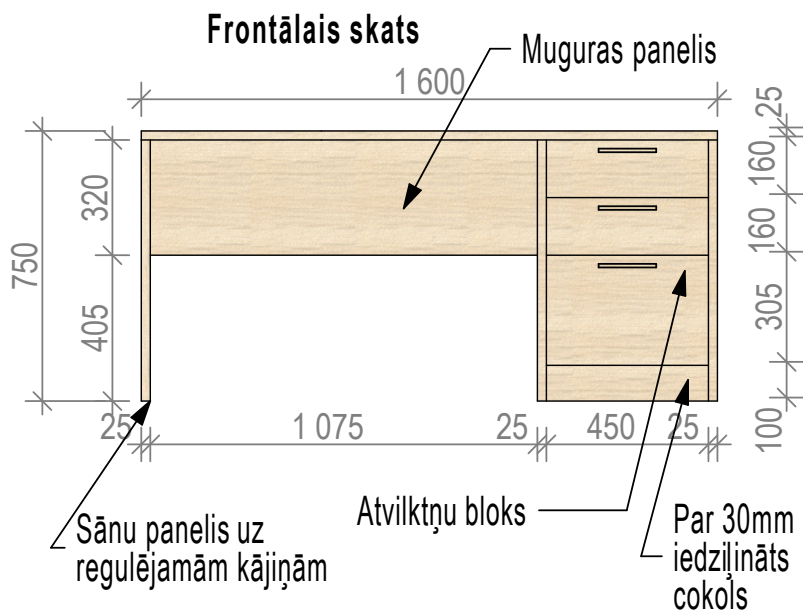 Frontālais skats
Muguras panelis
1 600
25
160
160
305
100
750
320
405
25
1 075
25
450
25
Sānu panelis uz
regulējamām kājiņām
Atvilktņu bloks
Par 30mm
iedziļināts
cokols